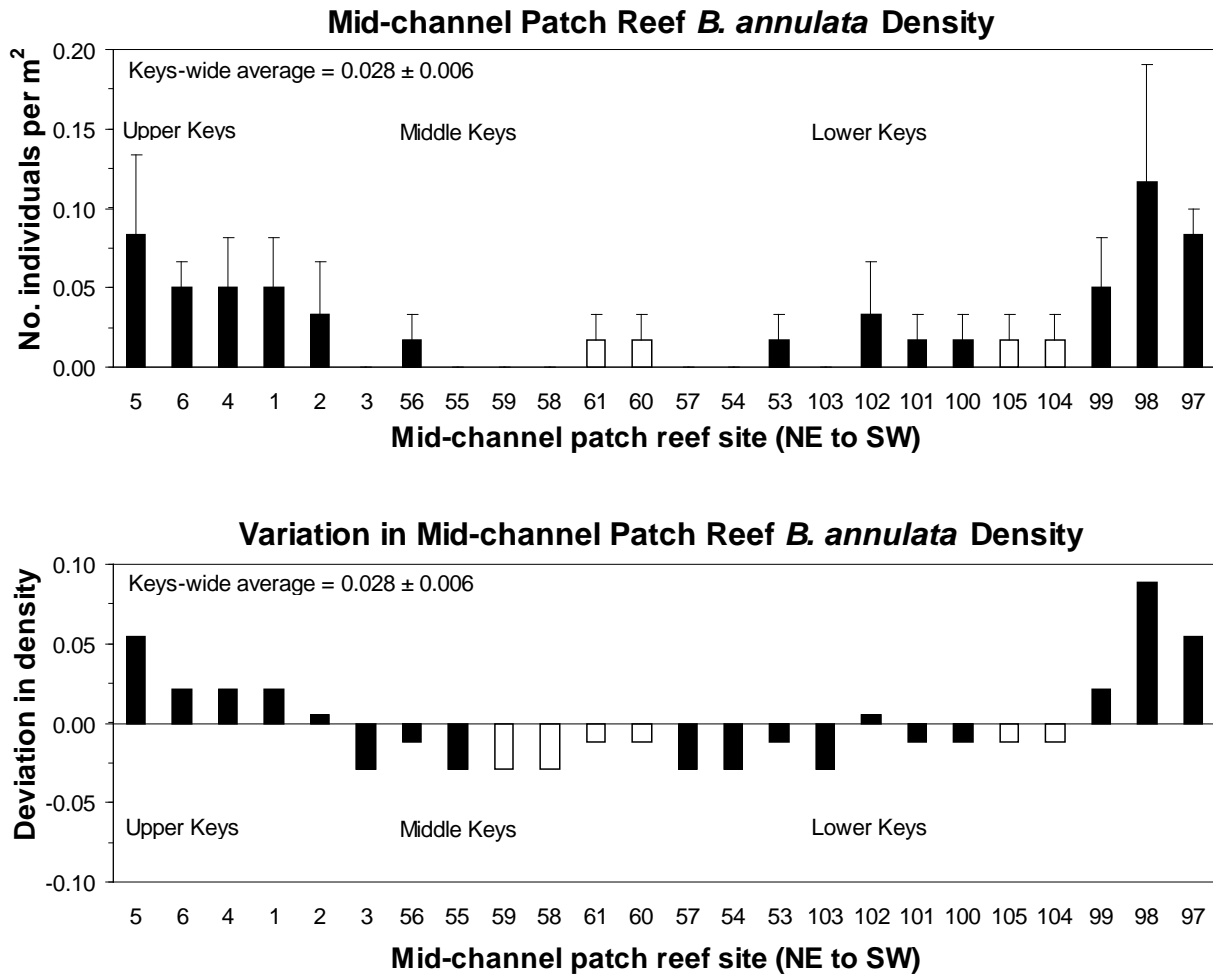 Mid-channel Patch Reef B. annulata Density
No. individuals per m²
0.20
0.15
0.10
0.05
0.00
Keys-wide average = 0.028 ± 0.006
Upper Keys Middle Keys Lower Keys
5 6 4 1 2 3 56 55 59 58 61 60 57 54 53 103 102 101 100 105 104 99 98 97
Mid-channel patch reef site (NE to SW)
Variation in Mid-channel Patch Reef B. annulata Density
Deviation in density
0.10
0.05
0.00
-0.05
-0.10
Keys-wide average = 0.028 ± 0.006
Upper Keys Middle Keys Lower Keys
5 6 4 1 2 3 56 55 59 58 61 60 57 54 53 103 102 101 100 105 104 99 98 97
Mid-channel patch reef site (NE to SW)